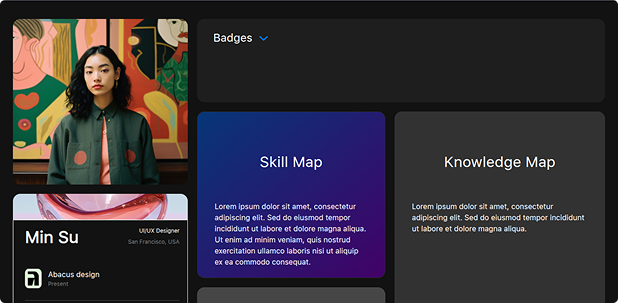 Badges
Skill Map
Lorem ipsum dolor sit amet, consectetur
adipiscing elit. Sed do eiusmod tempor
incididunt ut labore et dolore magna aliqua.
Ut enim ad minim veniam, quis nostrud
exercitation ullamco laboris nisi ut aliquip
ex ea commodo consequat.
Knowledge Map
Lorem ipsum dolor sit amet, consectetur
adipiscing elit. Sed do eiusmod tempor incididunt
ut labore et dolore magna aliqua.
Min Su
UI/UX Designer
San Francisco, USA
Abacus design
Present